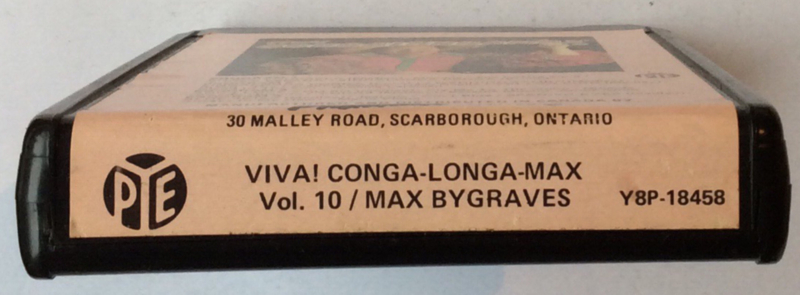 30 MALLEY ROAD, SCARBOROUGH, ONTARIO
PYE
VIVA! CONGA-LONGA-MAX
Vol. 10 / MAX BYGRAVES
Y8P-18458